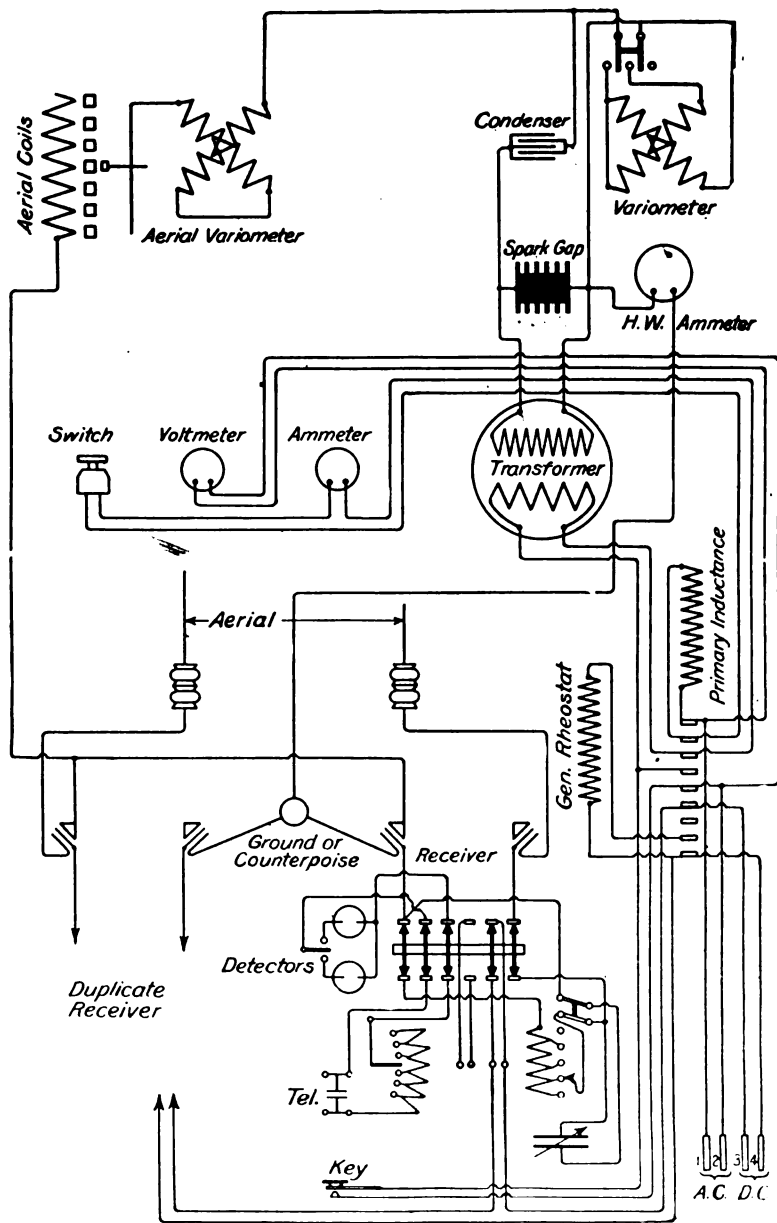 Condenser
Aerial Coils
Aerial Variometer
Variometer
Spark Gap
H.W. Ammeter
Switch
Voltmeter
Ammeter
Transformer
Primary Inductance
Aerial
Gen. Rheostat
Ground or
Counterpoise
Receiver
Detectors
Duplicate
Receiver
Tel.
Key
1 2 3 4
A.C. D.C